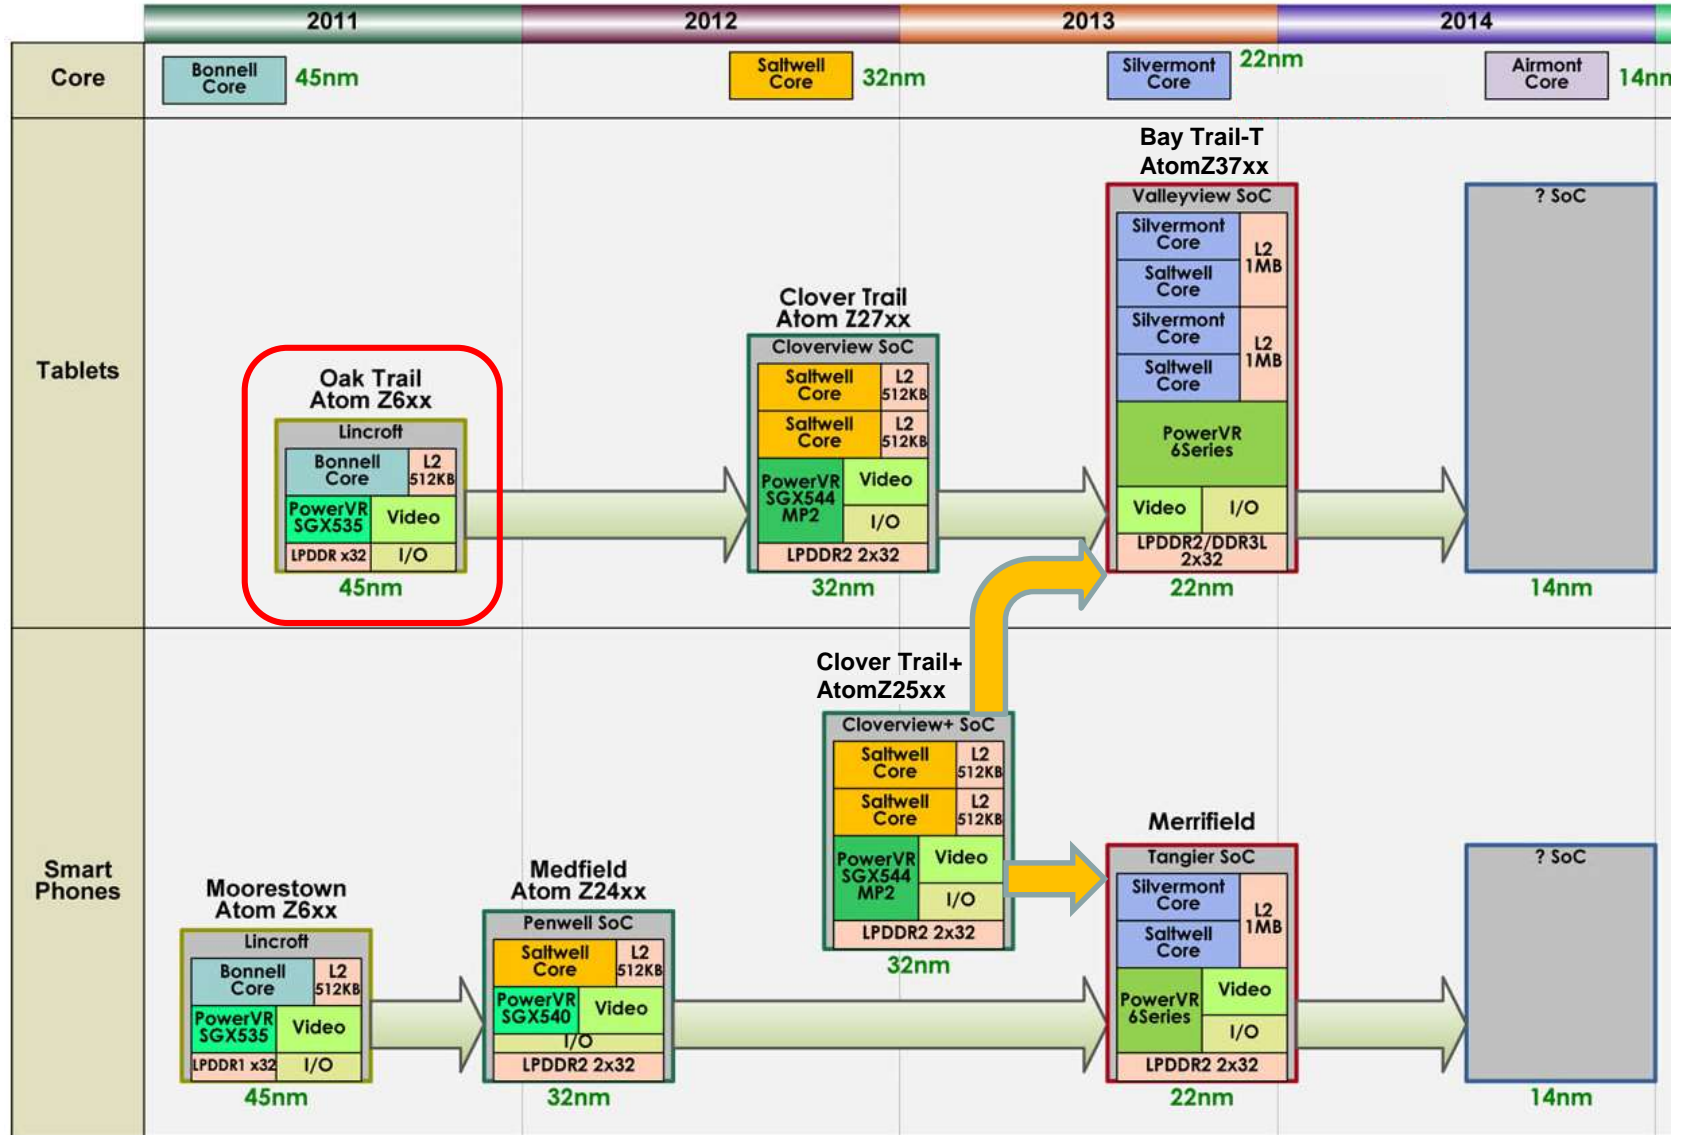 2011
2012
2013
2014
Core
Bonnell
Core
45nm
Saltwell
Core
32nm
Silvermont
Core
22nm
Airmont
Core
14nm
Tablets
Oak Trail
Atom Z6xx
Lincroft
Bonnell
Core
L2
512KB
PowerVR
SGX535
Video
LPDDR x32
I/O
45nm
Clover Trail
Atom Z27xx
Cloverview SoC
Saltwell
Core
L2
512KB
Saltwell
Core
L2
512KB
PowerVR
SGX544
MP2
Video
I/O
LPDDR2 2x32
32nm
Bay Trail-T
AtomZ37xx
Valleyview SoC
Silvermont
Core
Saltwell
Core
L2
1MB
Silvermont
Core
Saltwell
Core
L2
1MB
PowerVR
6Series
Video
I/O
LPDDR2/DDR3L
2x32
22nm
? SoC
14nm
Smart
Phones
Moorestown
Atom Z6xx
Lincroft
Bonnell
Core
L2
512KB
PowerVR
SGX535
Video
LPDDR1 x32
I/O
45nm
Medfield
Atom Z24xx
Penwell SoC
Saltwell
Core
L2
512KB
PowerVR
SGX540
Video
I/O
LPDDR2 2x32
32nm
Clover Trail+
AtomZ25xx
Cloverview+ SoC
Saltwell
Core
L2
512KB
Saltwell
Core
L2
512KB
PowerVR
SGX544
MP2
Video
I/O
LPDDR2 2x32
32nm
Merrifield
Tangier SoC
Silvermont
Core
Saltwell
Core
L2
1MB
PowerVR
6Series
Video
I/O
LPDDR2 2x32
22nm
? SoC
14nm